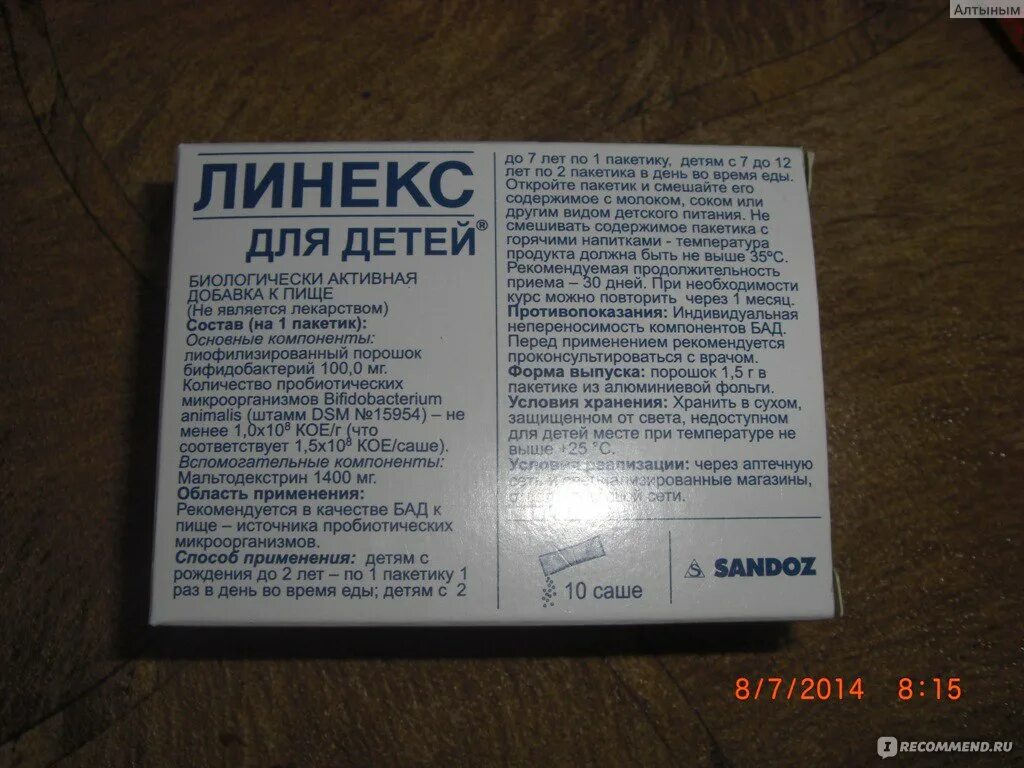 Алтыным
ЛИНЕКС
ДЛЯ ДЕТЕЙ®
БИОЛОГИЧЕСКИ АКТИВНАЯ
ДОБАВКА К ПИЩЕ
(Не является лекарством)
Состав (на 1 пакетик):
Основные компоненты:
лиофилизированный порошок
бифидобактерий 100,0 мг.
Количество пробиотических
микроорганизмов Bifidobacterium
animalis (штамм DSM №15954) – не
менее 1,0х10⁸ КОЕ/г (что
соответствует 1,5х10⁸ КОЕ/саше).
Вспомогательные компоненты:
Мальтодекстрин 1400 мг.
Область применения:
Рекомендуется в качестве БАД к
пище – источника пробиотических
микроорганизмов.
Способ применения: детям с
рождения до 2 лет – по 1 пакетику 1
раз в день во время еды; детям с 2
до 7 лет по 1 пакетику, детям с 7 до 12
лет по 2 пакетика в день во время еды.
Откройте пакетик и смешайте его
содержимое с молоком, соком или
другим видом детского питания. Не
смешивать содержимое пакетика с
горячими напитками - температура
продукта должна быть не выше 35ºС.
Рекомендуемая продолжительность
приема – 30 дней. При необходимости
курс можно повторить через 1 месяц.
Противопоказания: Индивидуальная
непереносимость компонентов БАД.
Перед применением рекомендуется
проконсультироваться с врачом.
Форма выпуска: порошок 1,5 г в
пакетике из алюминиевой фольги.
Условия хранения: Хранить в сухом,
защищенном от света, недоступном
для детей месте при температуре не
выше +25 °С.
Условия реализации: через аптечную
сеть и специализированные магазины,
сети.
10 саше
SANDOZ
8/7/2014 8:15
IRECOMMEND.RU